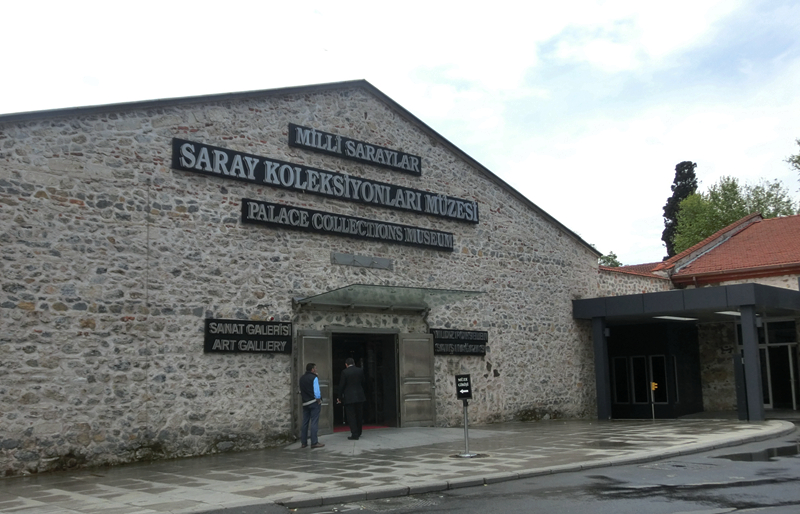 MİLLİ SARAYLAR
SARAY KOLEKSİYONLARI MÜZESİ
PALACE COLLECTIONS MUSEUM
SANAT GALERİSİ
ART GALLERY